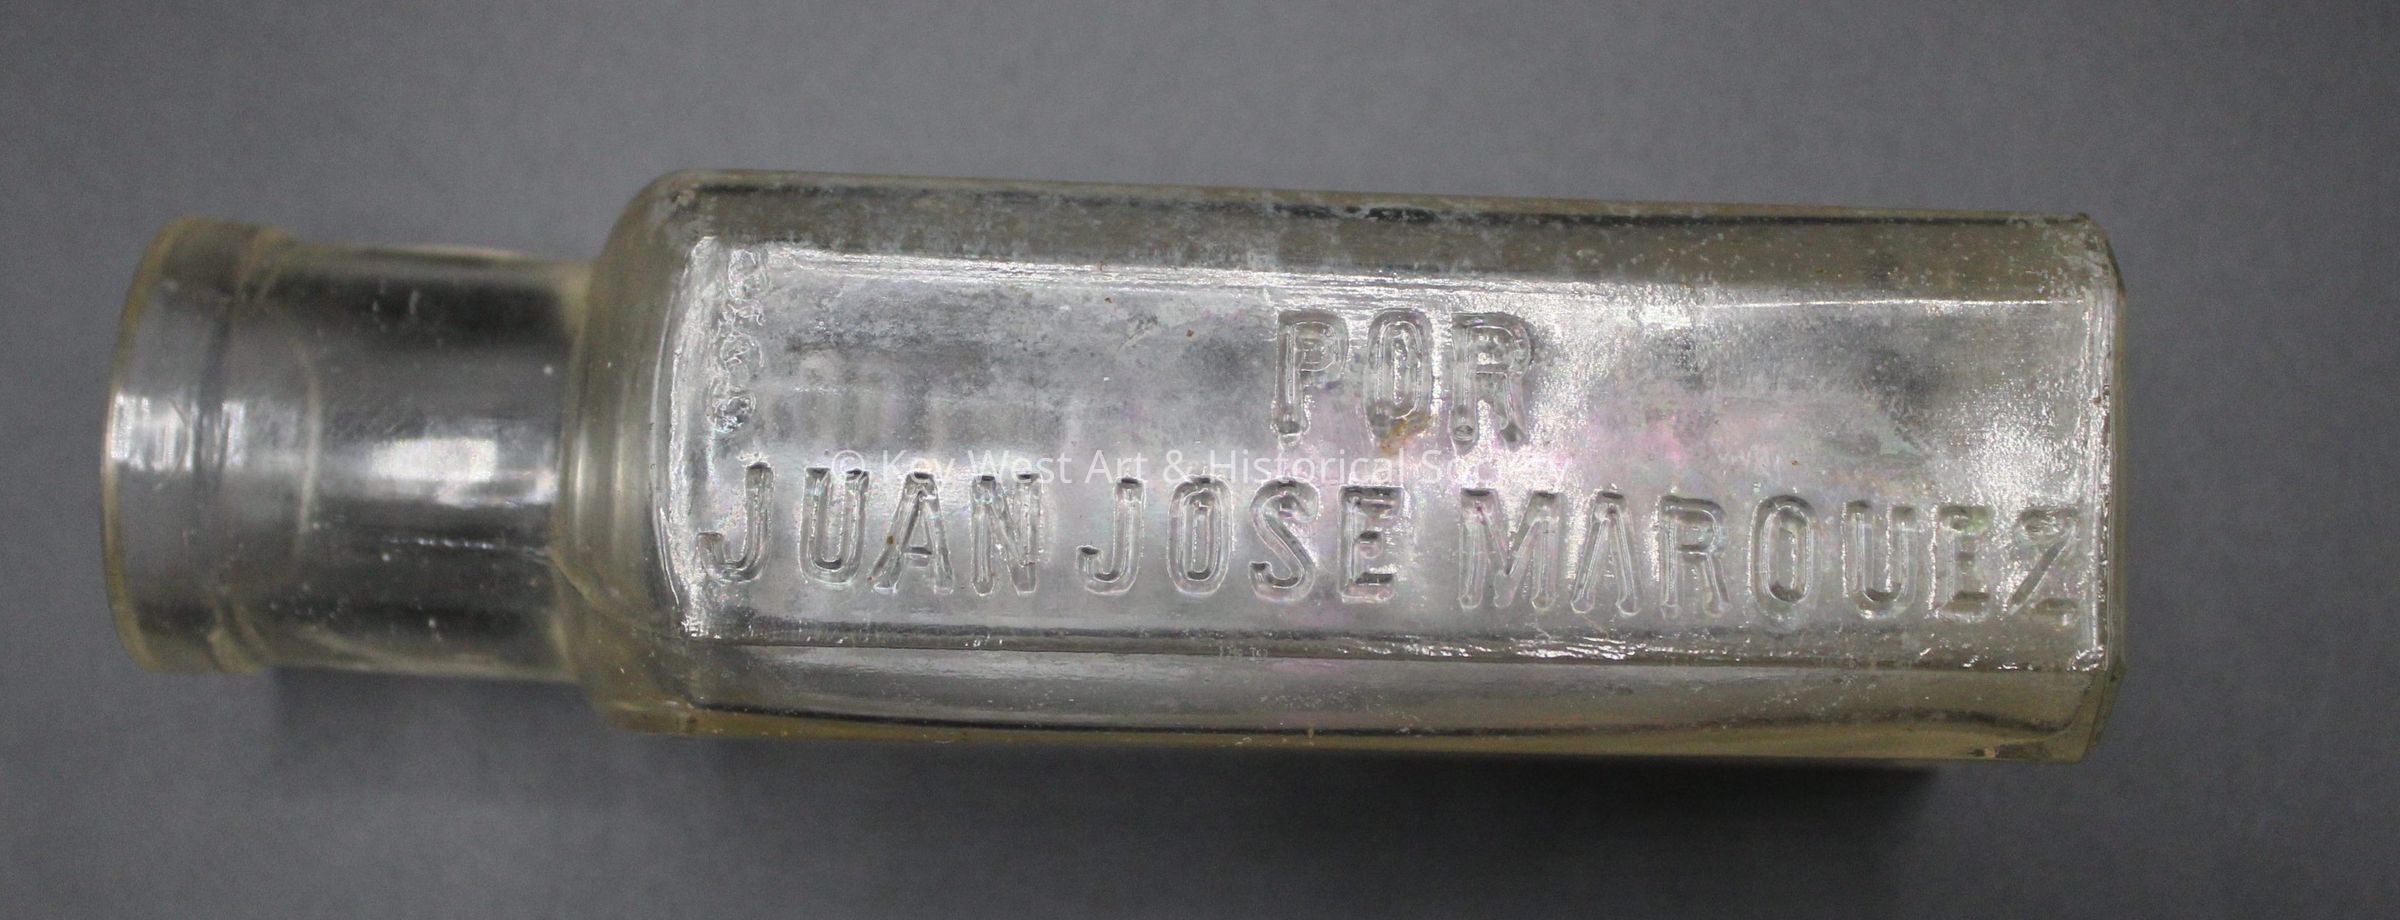 POR
© Key West Art & Historical Society
JUAN JOSE MARQUEZ